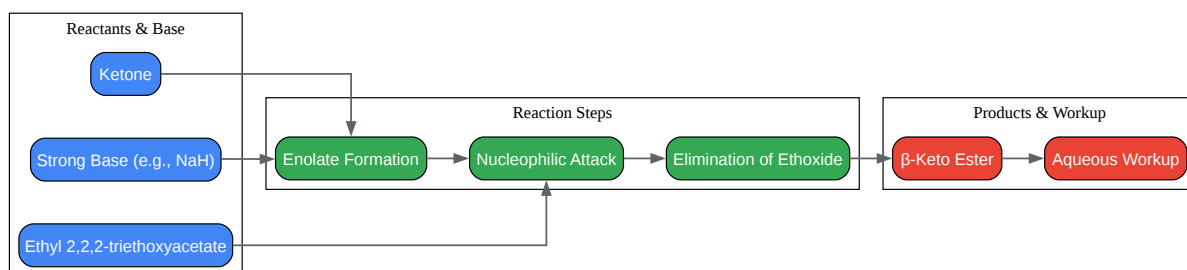 Reactants & Base
Ketone
Strong Base (e.g., NaH)
Ethyl 2,2,2-triethoxyacetate
Reaction Steps
Enolate Formation
Nucleophilic Attack
Elimination of Ethoxide
Products & Workup
β-Keto Ester
Aqueous Workup